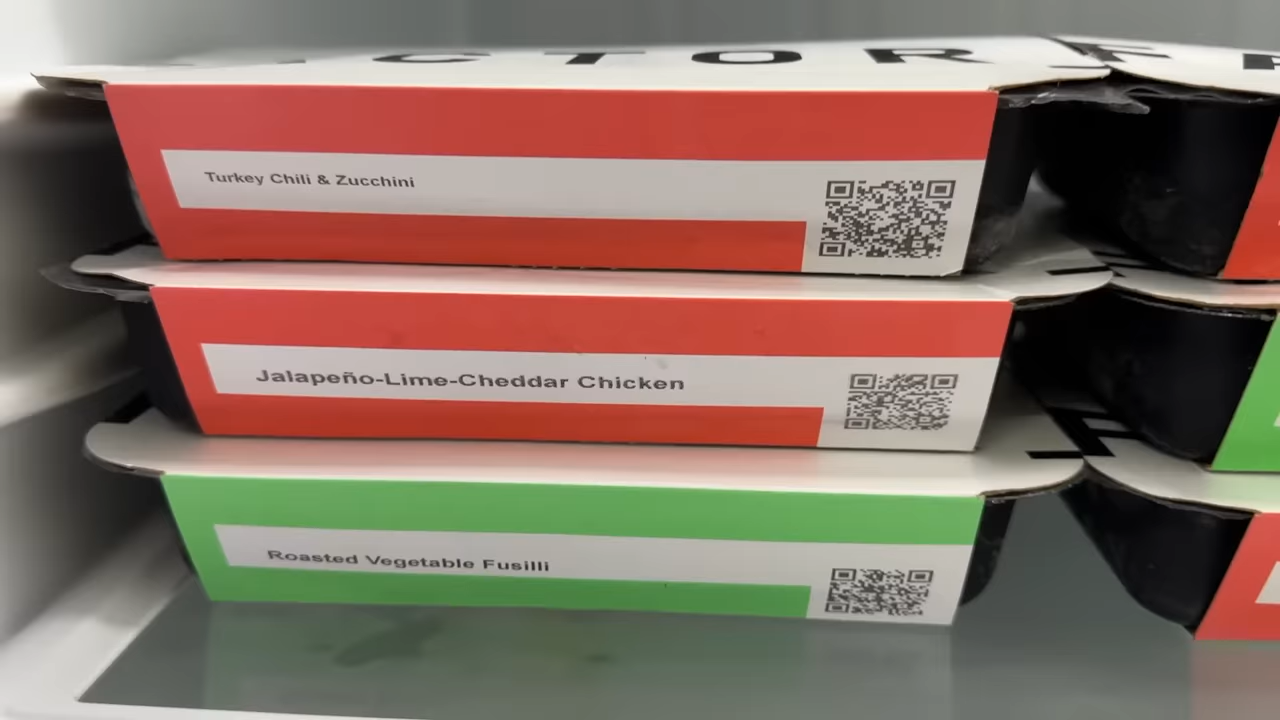 CTOR
F
Turkey Chili & Zucchini
Jalapeño-Lime-Cheddar Chicken
Roasted Vegetable Fusilli